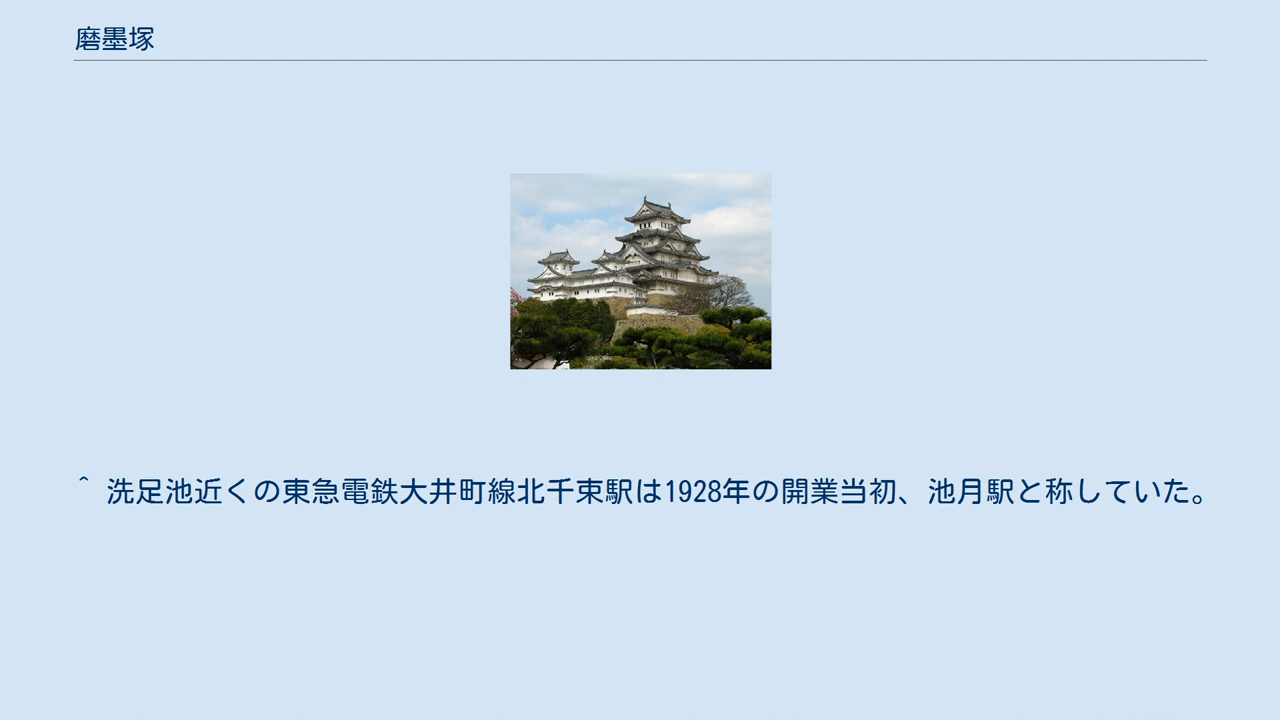 磨墨塚
^ 洗足池近くの東急電鉄大井町線北千束駅は1928年の開業当初、池月駅と称していた。